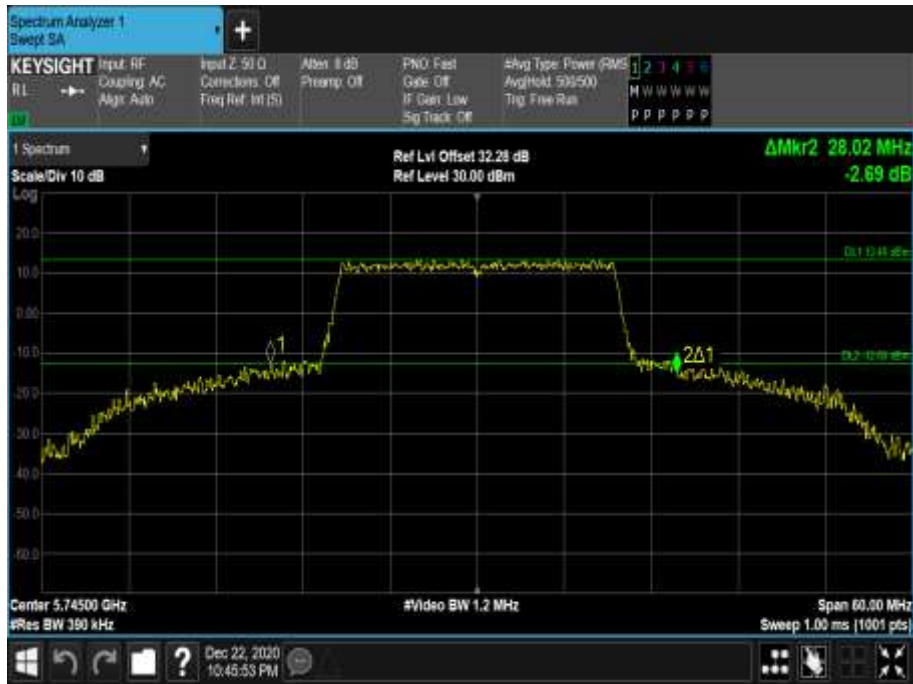 Spectrum Analyzer 1
Swept SA
+
KEYSIGHT Input: RF Input Z: 50 Ω Atten: 8 dB PNO: Fast #Avg Type: Power (RMS 1 2 3 4 5 6
RL Coupling: AC Corrections: Off Preamp: Off Gate: Off Avg|Hold: 500/500 M W W W W W
Align: Auto Freq Ref: Int (S) IF Gain: Low Trig: Free Run
Sig Track: Off P P P P P P
1 Spectrum
Ref Lvl Offset 32.28 dB
ΔMkr2 28.02 MHz
Scale/Div 10 dB
Ref Level 30.00 dBm
-2.69 dB
Log
20.0
10.0
0.00
-10.0
-20.0
-30.0
-40.0
-50.0
-60.0
1
2Δ1
Center 5.74500 GHz
#Video BW 1.2 MHz
Span 60.00 MHz
#Res BW 390 kHz
Sweep 1.00 ms (1001 pts)
?
Dec 22, 2020
10:45:53 PM